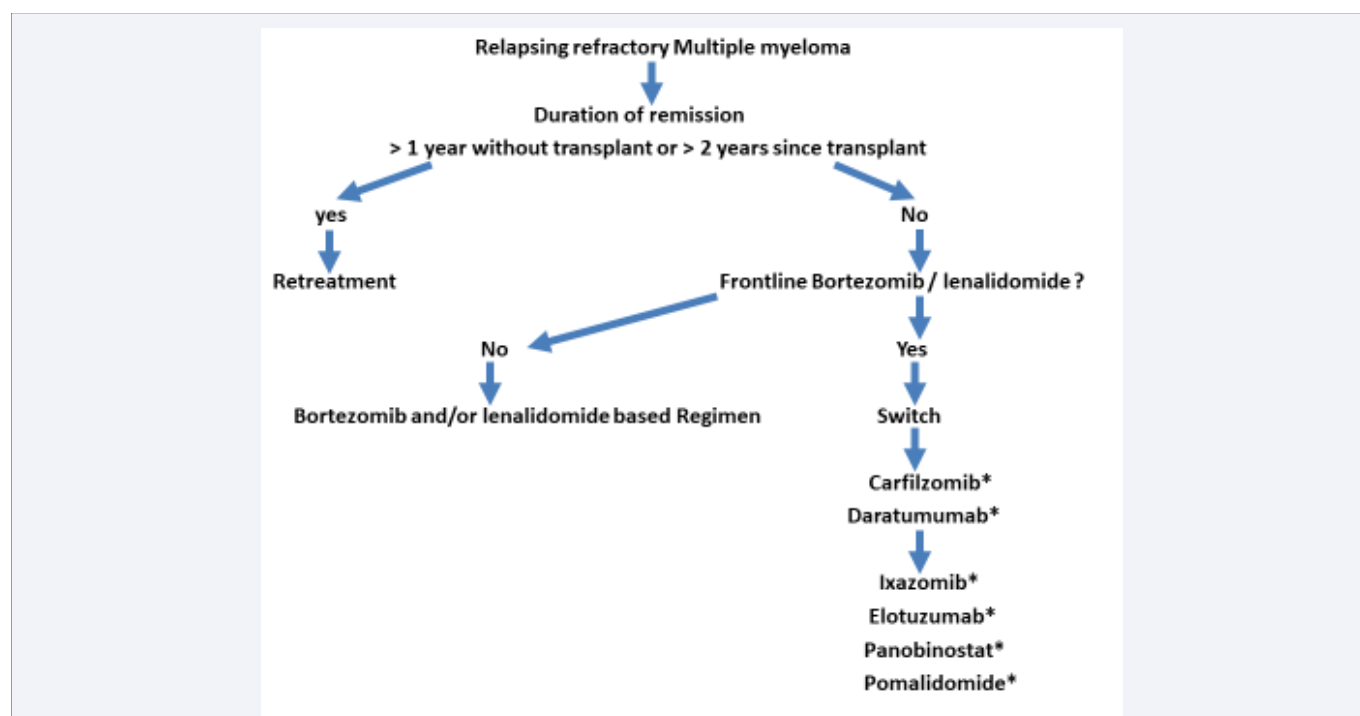 Relapsing refractory Multiple myeloma
Duration of remission
> 1 year without transplant or > 2 years since transplant
yes
No
Retreatment
Frontline Bortezomib / lenalidomide ?
No
Yes
Bortezomib and/or lenalidomide based Regimen
Switch
Carfilzomib*
Daratumumab*
Ixazomib*
Elotuzumab*
Panobinostat*
Pomalidomide*